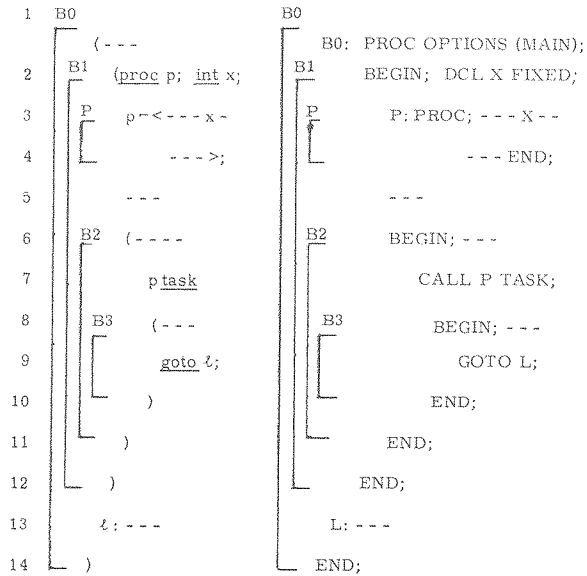 1 B0 B0
(--- B0: PROC OPTIONS (MAIN);
2 B1 (proc p; int x; B1 BEGIN; DCL X FIXED;
3 P p¬<---x- P P: PROC; ---X--
4 --->; ---END;
5 --- ---
6 B2 (---- B2 BEGIN; ---
7 p task CALL P TASK;
8 B3 (--- B3 BEGIN; ---
9 goto ℓ; GOTO L;
10 ) END;
11 ) END;
12 ) END;
13 ℓ: --- L: ---
14 ) END;